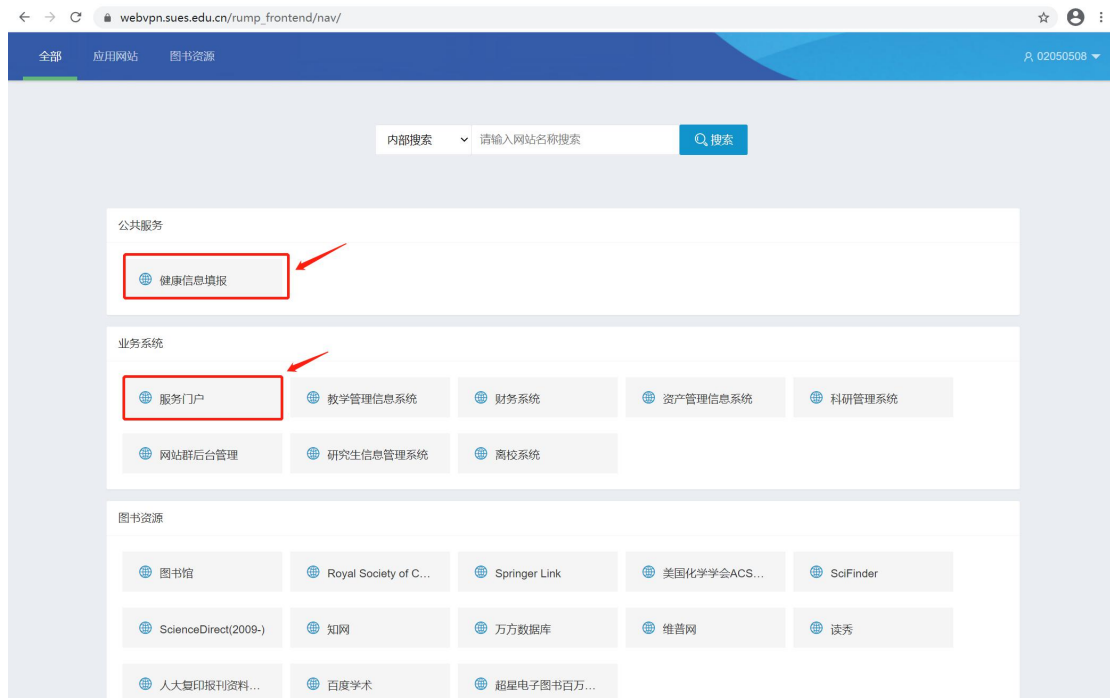 webvpn.sues.edu.cn/rump_frontend/nav/
全部 应用网站 图书资源 02050508
内部搜索 请输入网站名称搜索 搜索
公共服务
健康信息填报
业务系统
服务门户 教学管理信息系统 财务系统 资产管理信息系统 科研管理系统
网站群后台管理 研究生信息管理系统 离校系统
图书资源
图书馆 Royal Society of C... Springer Link 美国化学学会ACS... SciFinder
ScienceDirect(2009-) 知网 万方数据库 维普网 读秀
人大复印报刊资料... 百度学术 超星电子图书百万...